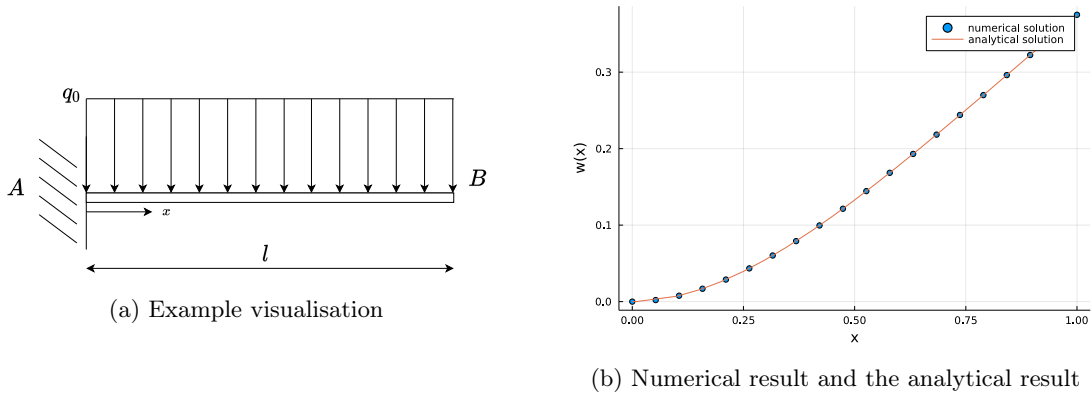 q0
A
B
x
l
(a) Example visualisation
numerical solution
analytical solution
w(x)
0.3
0.2
0.1
0.0
0.00
0.25
0.50
0.75
1.00
x
(b) Numerical result and the analytical result